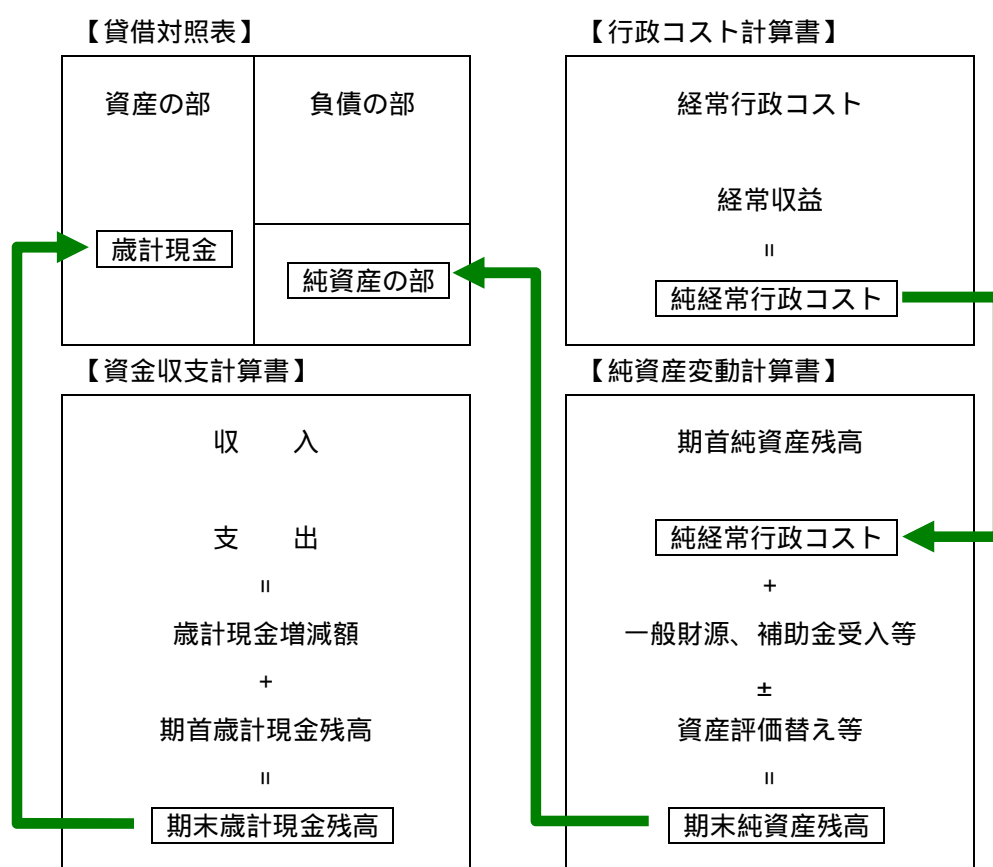 【貸借対照表】
資産の部
負債の部
歳計現金
純資産の部
【行政コスト計算書】
経常行政コスト
経常収益
=
純経常行政コスト
【資金収支計算書】
収　　入
支　　出
=
歳計現金増減額
+
期首歳計現金残高
=
期末歳計現金残高
【純資産変動計算書】
期首純資産残高
純経常行政コスト
+
一般財源、補助金受入等
±
資産評価替え等
=
期末純資産残高